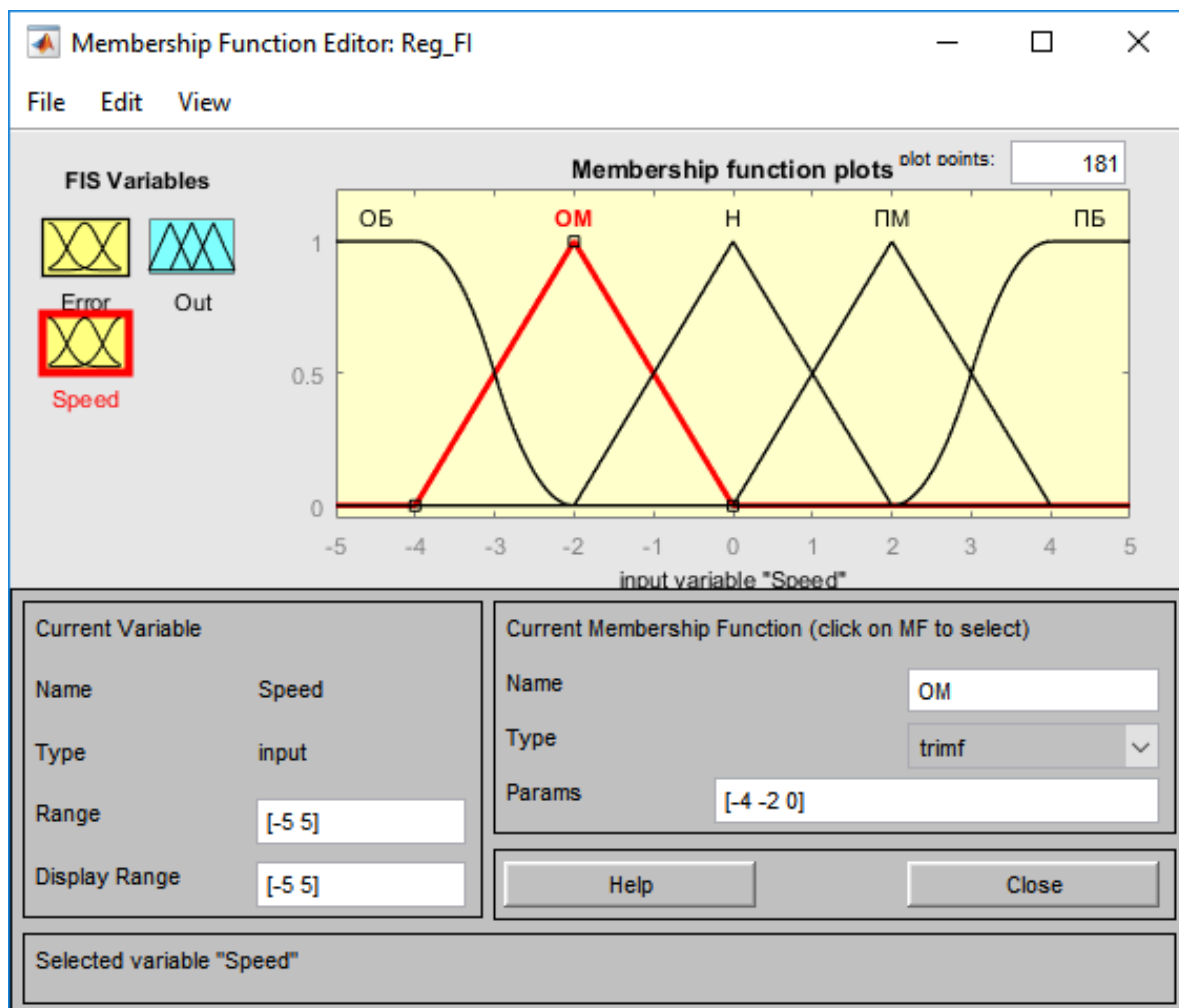 Membership Function Editor: Reg_FI
File Edit View
FIS Variables
Error
Out
Speed
Membership function plots
plot points:
181
ОБ ОМ Н ПМ ПБ
1
0.5
0
-5 -4 -3 -2 -1 0 1 2 3 4 5
input variable "Speed"
Current Variable
Name Speed
Type input
Range [-5 5]
Display Range [-5 5]
Current Membership Function (click on MF to select)
Name ОМ
Type trimf
Params [-4 -2 0]
Help Close
Selected variable "Speed"